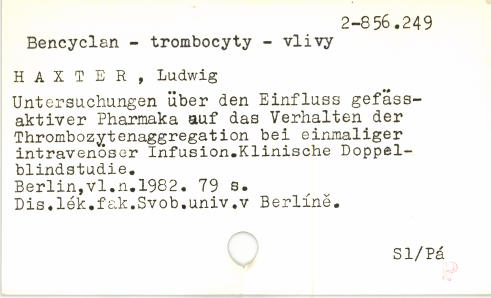 2-856.249
Bencyclan - trombocyty - vlivy
H A X T E R , Ludwig
Untersuchungen über den Einfluss gefäss-
aktiver Pharmaka auf das Verhalten der
Thrombozytenaggregation bei einmaliger
intravenöser Infusion.Klinische Doppel-
blindstudie.
Berlin,vl.n.1982. 79 s.
Dis.lék.fak.Svob.univ.v Berlíně.
Sl/Pá